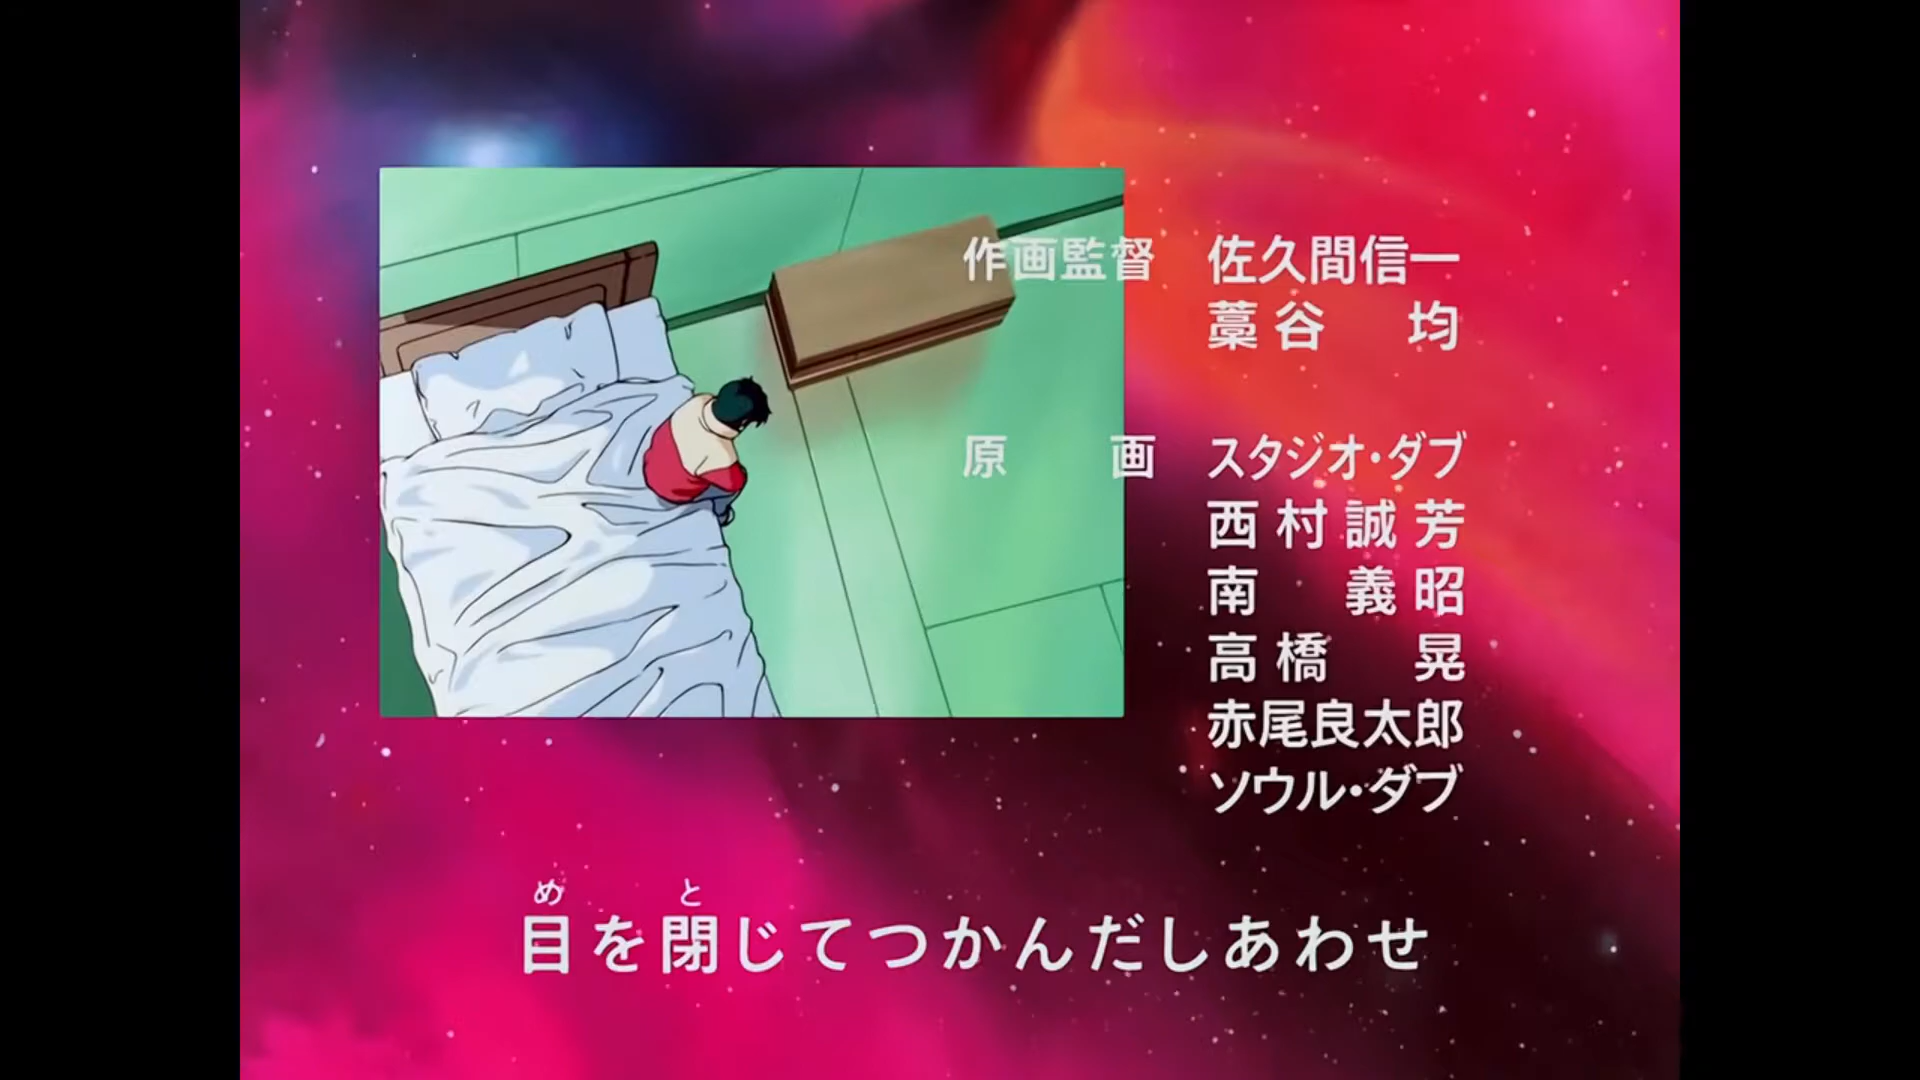 作画監督 佐久間信一
藁谷 均
原画 スタジオ・ダブ
西村誠芳
南 義昭
高橋 晃
赤尾良太郎
ソウル・ダブ
め と
目を閉じてつかんだしあわせ